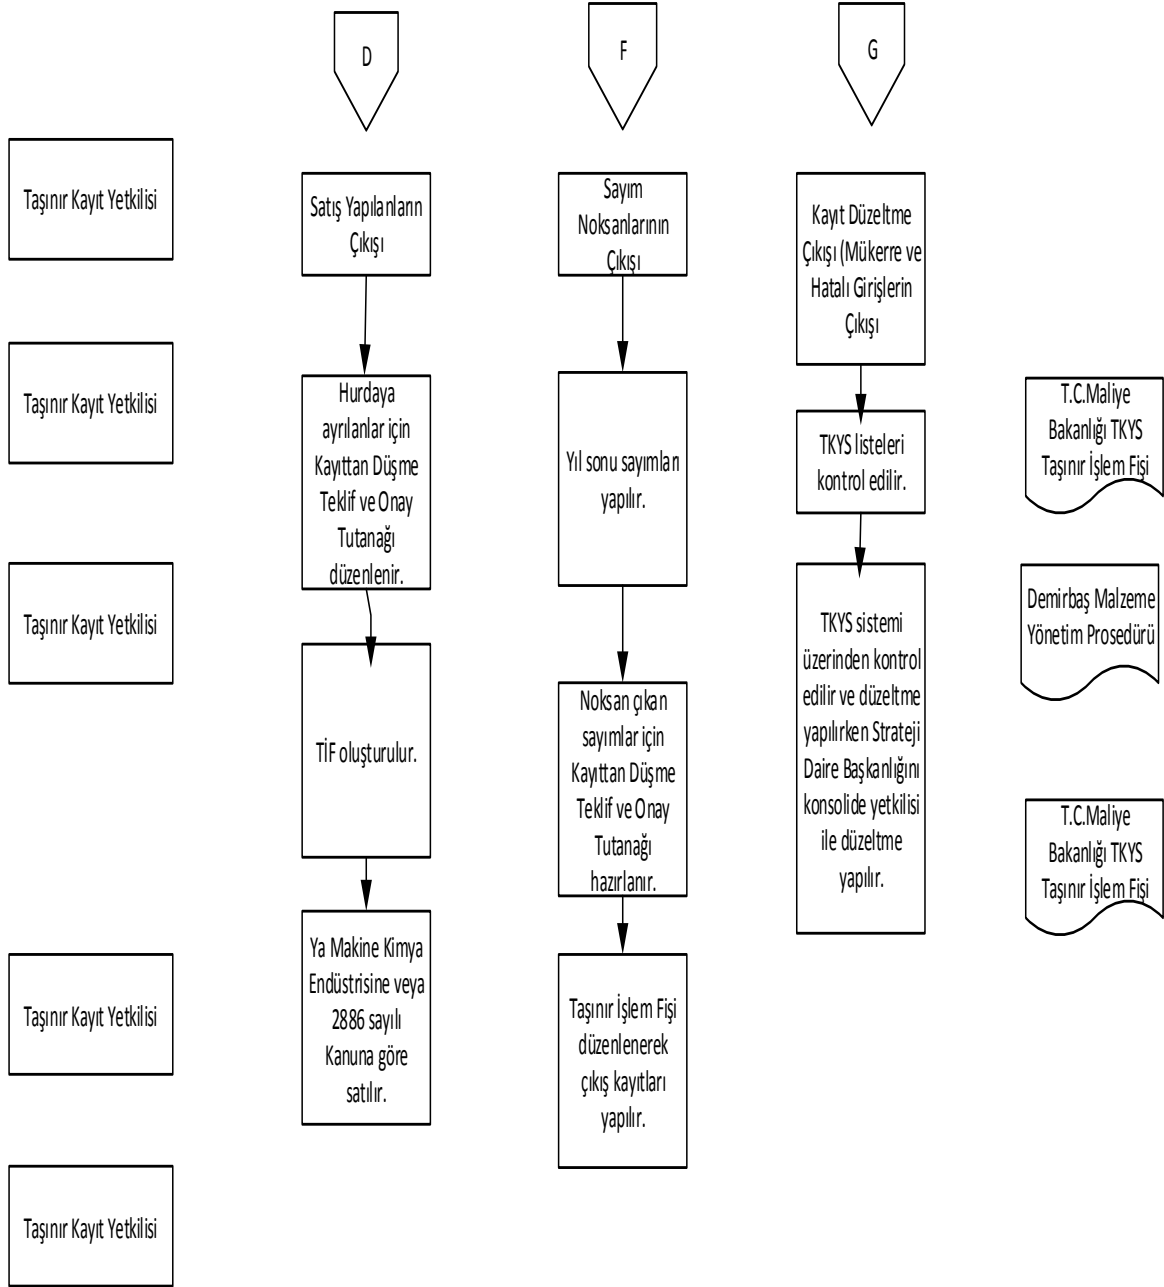 D
F
G
Taşınır Kayıt Yetkilisi
Taşınır Kayıt Yetkilisi
Taşınır Kayıt Yetkilisi
Taşınır Kayıt Yetkilisi
Taşınır Kayıt Yetkilisi
Satış Yapılanların
Çıkışı
Hurdaya
ayrılanlar için
Kayıttan Düşme
Teklif ve Onay
Tutanağı
düzenlenir.
TİF oluşturulur.
Ya Makine Kimya
Endüstrisine veya
2886 sayılı
Kanuna göre
satılır.
Sayım
Noksanlarının
Çıkışı
Yıl sonu sayımları
yapılır.
Noksan çıkan
sayımlar için
Kayıttan Düşme
Teklif ve Onay
Tutanağı
hazırlanır.
Taşınır İşlem Fişi
düzenlenerek
çıkış kayıtları
yapılır.
Kayıt Düzeltme
Çıkışı (Mükerre ve
Hatalı Girişlerin
Çıkışı
TKYS listeleri
kontrol edilir.
TKYS sistemi
üzerinden kontrol
edilir ve düzeltme
yapılırken Strateji
Daire Başkanlığını
konsolide yetkilisi
ile düzeltme
yapılır.
T.C.Maliye
Bakanlığı TKYS
Taşınır İşlem Fişi
Demirbaş Malzeme
Yönetim Prosedürü
T.C.Maliye
Bakanlığı TKYS
Taşınır İşlem Fişi